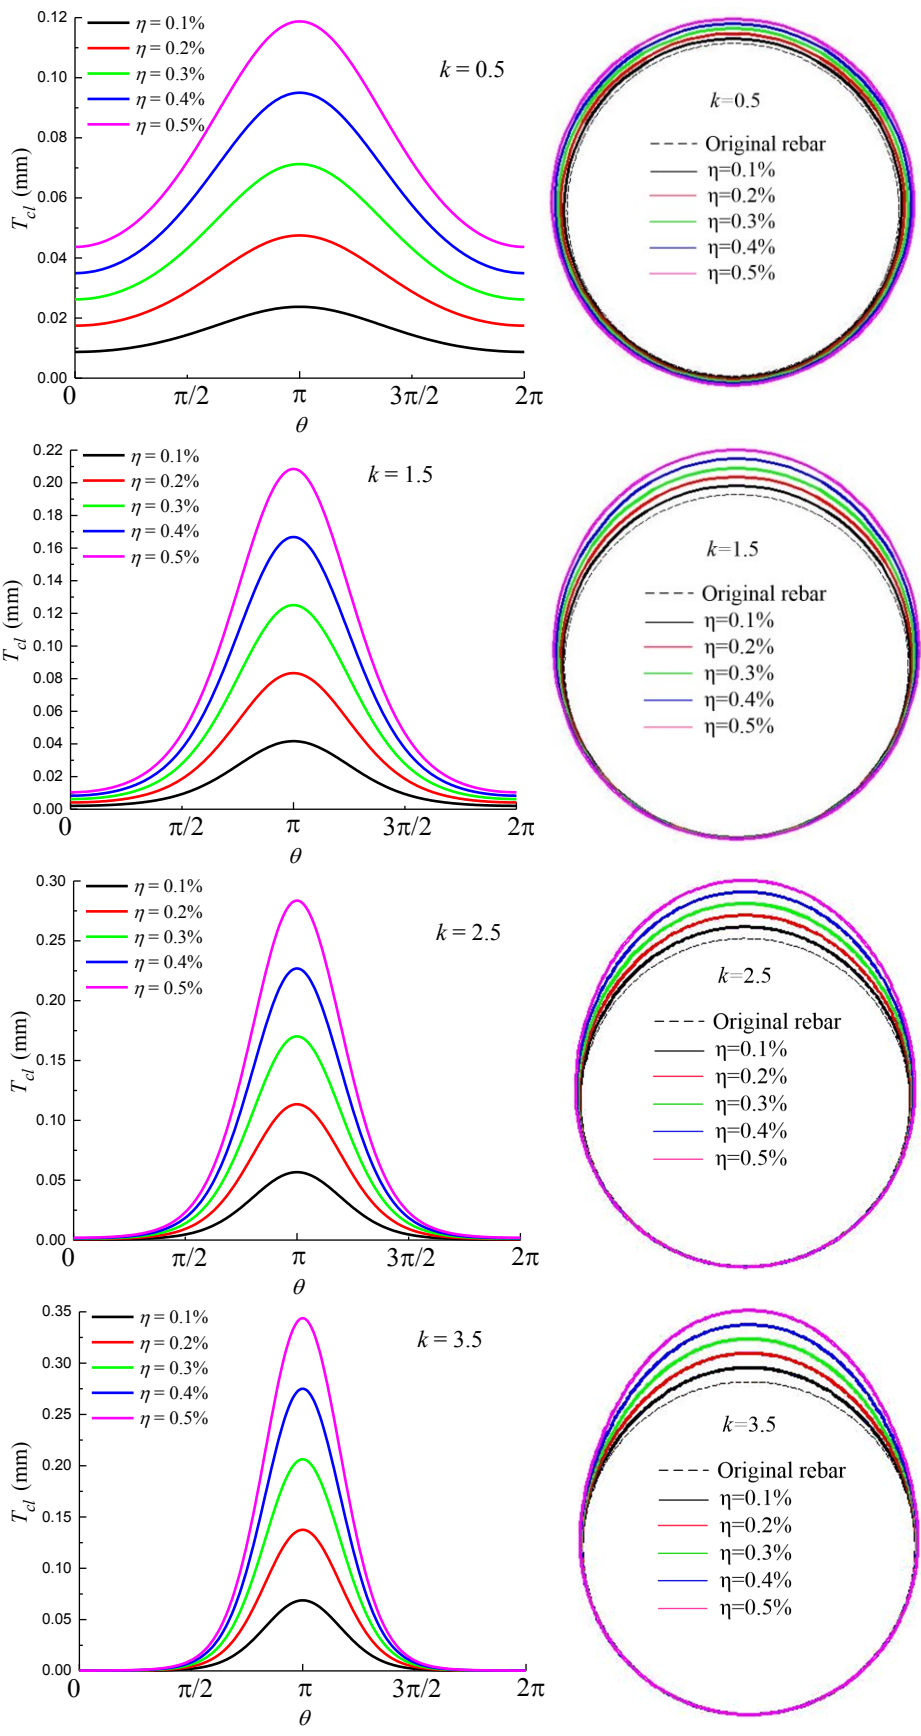 0.12
0.10
0.08
0.06
0.04
0.02
0.00
T_cl (mm)
η = 0.1%
η = 0.2%
η = 0.3%
η = 0.4%
η = 0.5%
k = 0.5
0 π/2 π 3π/2 2π
θ
k=0.5
Original rebar
η=0.1%
η=0.2%
η=0.3%
η=0.4%
η=0.5%
0.22
0.20
0.18
0.16
0.14
0.12
0.10
0.08
0.06
0.04
0.02
0.00
T_cl (mm)
η = 0.1%
η = 0.2%
η = 0.3%
η = 0.4%
η = 0.5%
k = 1.5
0 π/2 π 3π/2 2π
θ
k=1.5
Original rebar
η=0.1%
η=0.2%
η=0.3%
η=0.4%
η=0.5%
0.30
0.25
0.20
0.15
0.10
0.05
0.00
T_cl (mm)
η = 0.1%
η = 0.2%
η = 0.3%
η = 0.4%
η = 0.5%
k = 2.5
0 π/2 π 3π/2 2π
θ
k=2.5
Original rebar
η=0.1%
η=0.2%
η=0.3%
η=0.4%
η=0.5%
0.35
0.30
0.25
0.20
0.15
0.10
0.05
0.00
T_cl (mm)
η = 0.1%
η = 0.2%
η = 0.3%
η = 0.4%
η = 0.5%
k = 3.5
0 π/2 π 3π/2 2π
θ
k=3.5
Original rebar
η=0.1%
η=0.2%
η=0.3%
η=0.4%
η=0.5%